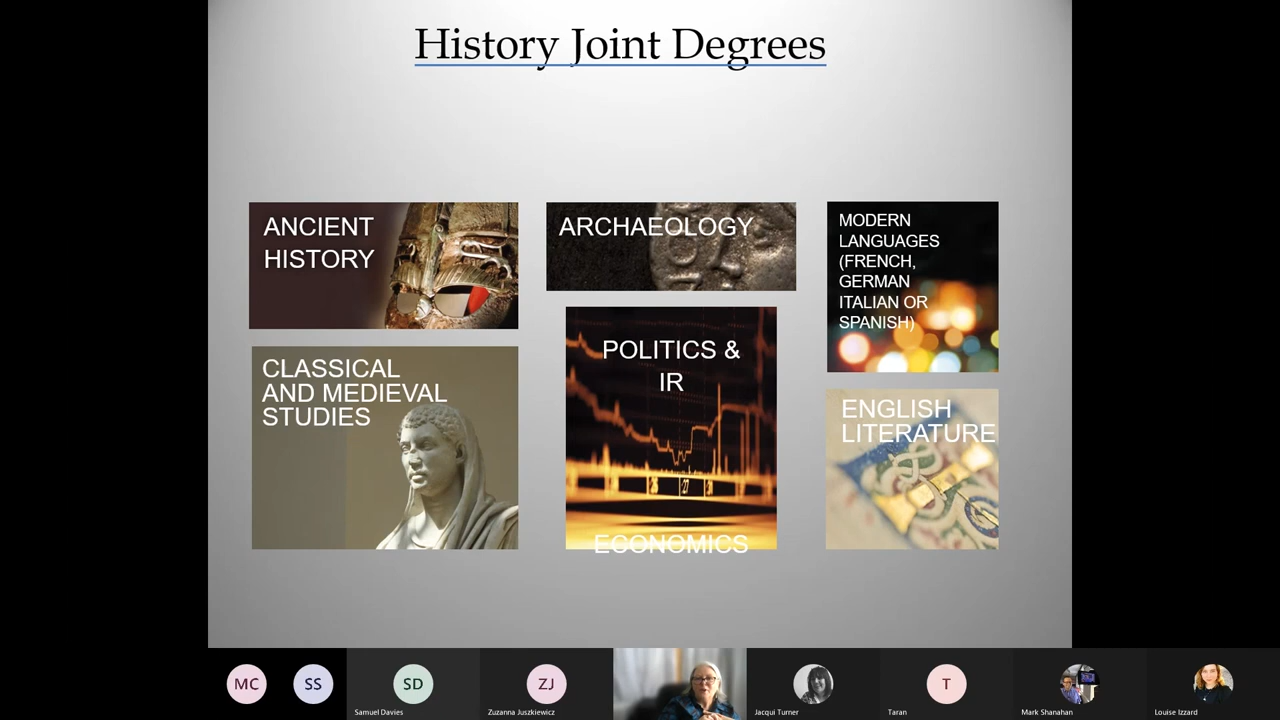 History Joint Degrees
ANCIENT
HISTORY
ARCHAEOLOGY
MODERN
LANGUAGES
(FRENCH,
GERMAN
ITALIAN OR
SPANISH)
CLASSICAL
AND MEDIEVAL
STUDIES
POLITICS &
IR
27
ECONOMICS
ENGLISH
LITERATURE
MC
SS
SD
Samuel Davies
ZJ
Zuzanna Juszkiewicz
Jacqui Turner
T
Taran
Mark Shanahan
Louise Izzard